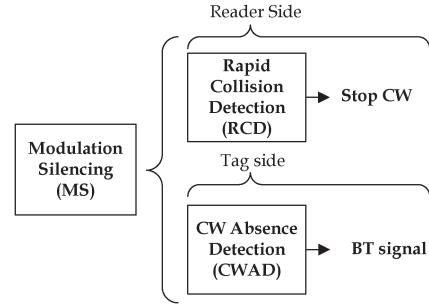 Reader Side
Rapid
Collision
Detection
(RCD)
Stop CW
Modulation
Silencing
(MS)
Tag side
CW Absence
Detection
(CWAD)
BT signal